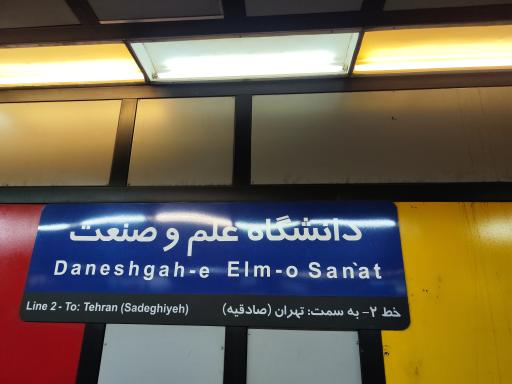 دانشگاه علم و صنعت
Daneshgah-e Elm-o San'at
Line 2 - To: Tehran (Sadeghiyeh)
خط ۲- به سمت: تهران (صادقیه)